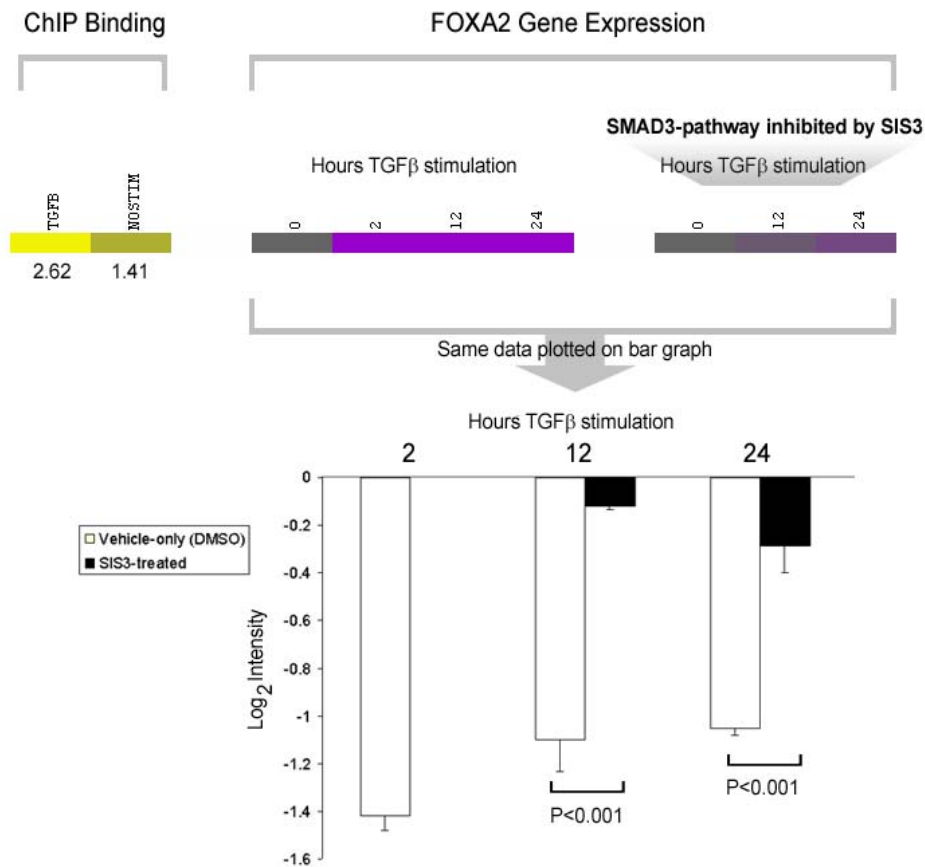 ChIP Binding
FOXA2 Gene Expression
SMAD3-pathway inhibited by SIS3
Hours TGFβ stimulation
Hours TGFβ stimulation
TGFB
NOSTIM
0
2
12
24
0
12
24
2.62
1.41
Same data plotted on bar graph
Hours TGFβ stimulation
2
12
24
Vehicle-only (DMSO)
SIS3-treated
Log2 Intensity
0
-0.2
-0.4
-0.6
-0.8
-1
-1.2
-1.4
-1.6
P<0.001
P<0.001